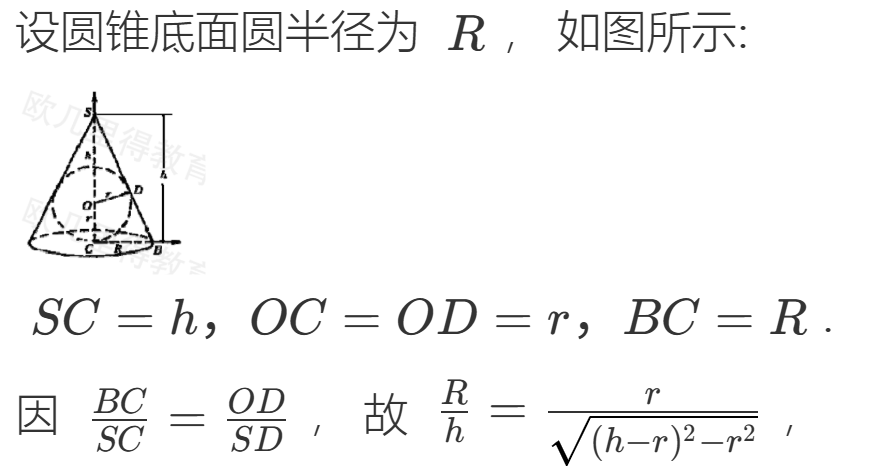 设圆锥底面圆半径为 R， 如图所示:
S
h
h
D
r
O
r
C R B
SC = h，OC = OD = r，BC = R .
因 BC/SC = OD/SD ， 故 R/h = r/√((h−r)²−r²) ，